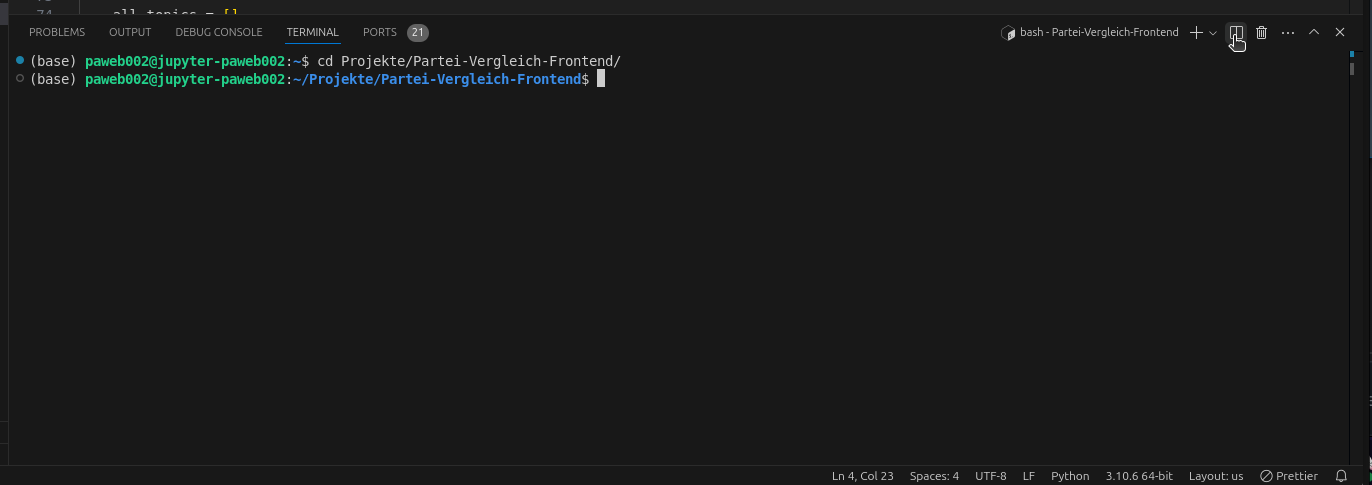 74 all_topics = []
PROBLEMS OUTPUT DEBUG CONSOLE TERMINAL PORTS 21 bash - Partei-Vergleich-Frontend
(base) paweb002@jupyter-paweb002:~$ cd Projekte/Partei-Vergleich-Frontend/
(base) paweb002@jupyter-paweb002:~/Projekte/Partei-Vergleich-Frontend$
Ln 4, Col 23 Spaces: 4 UTF-8 LF Python 3.10.6 64-bit Layout: us Prettier